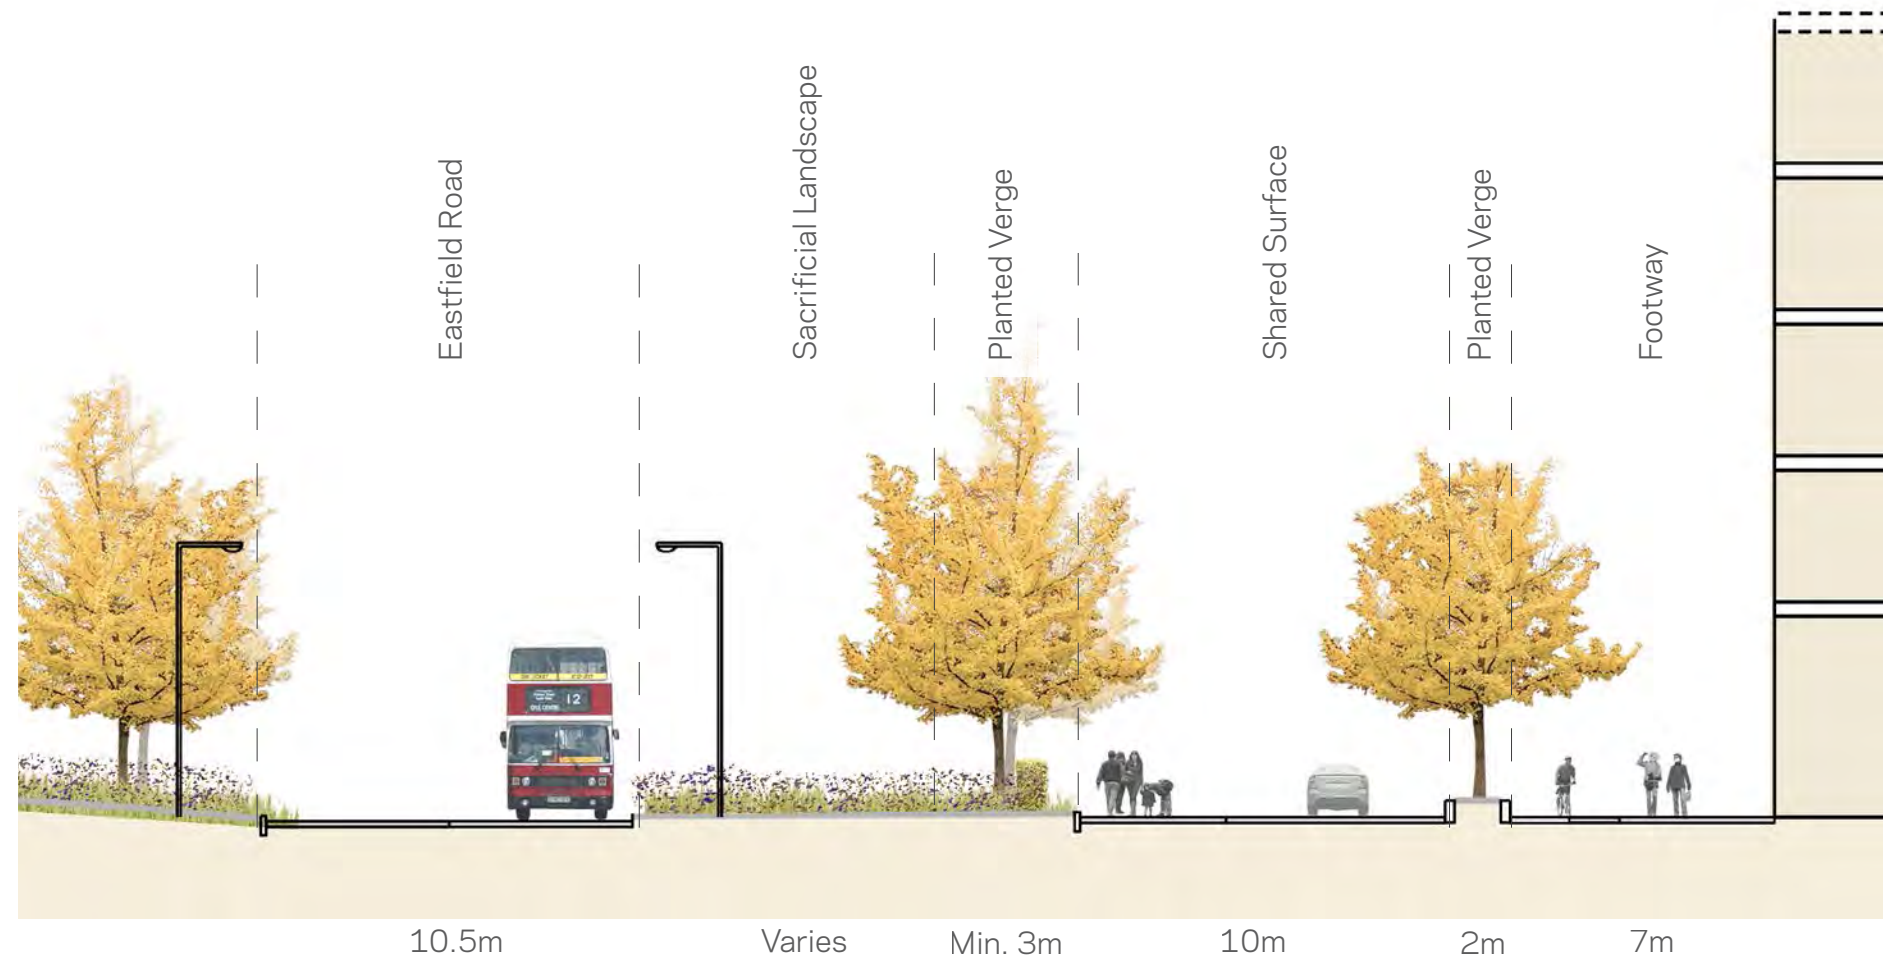 Eastfield Road
Sacrificial Landscape
Planted Verge
Shared Surface
Planted Verge
Footway
12
10.5m
Varies
Min. 3m
10m
2m
7m